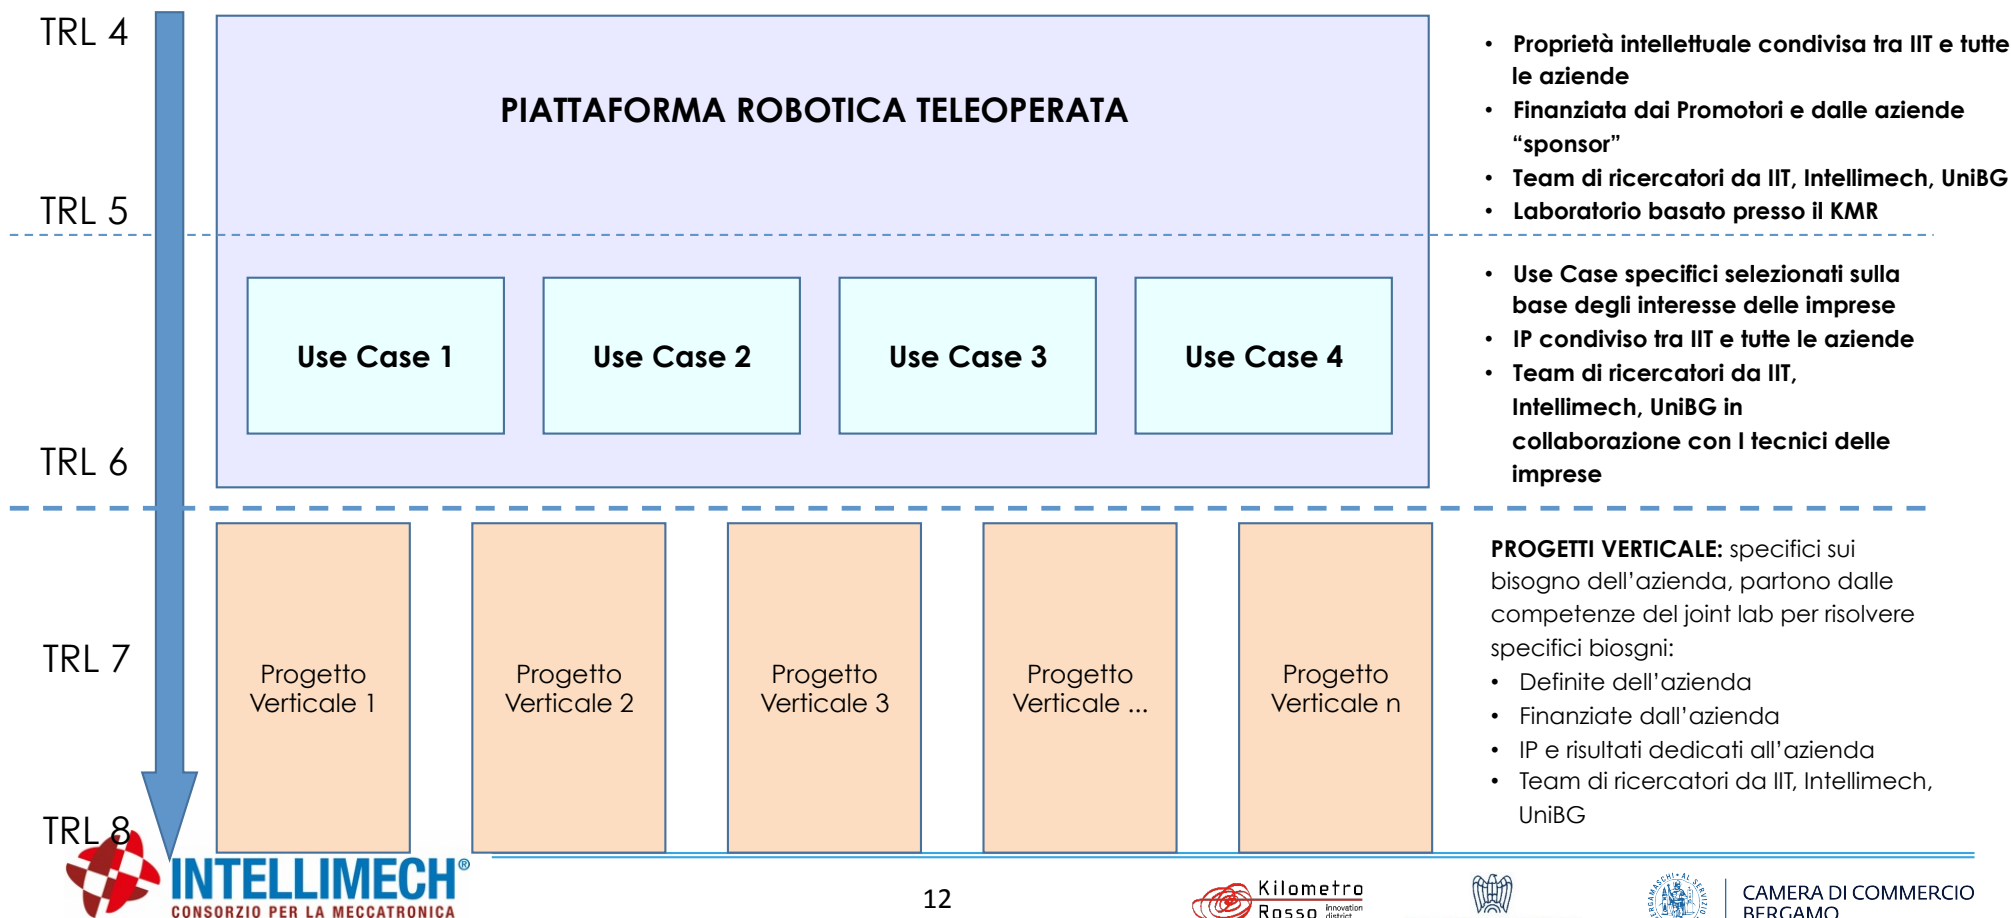 TRL 4
PIATTAFORMA ROBOTICA TELEOPERATA
TRL 5
• Proprietà intellettuale condivisa tra IIT e tutte
le aziende
• Finanziata dai Promotori e dalle aziende
“sponsor”
• Team di ricercatori da IIT, Intellimech, UniBG
• Laboratorio basato presso il KMR
Use Case 1
Use Case 2
Use Case 3
Use Case 4
TRL 6
• Use Case specifici selezionati sulla
base degli interesse delle imprese
• IP condiviso tra IIT e tutte le aziende
• Team di ricercatori da IIT,
Intellimech, UniBG in
collaborazione con I tecnici delle
imprese
TRL 7
Progetto
Verticale 1
Progetto
Verticale 2
Progetto
Verticale 3
Progetto
Verticale ...
Progetto
Verticale n
TRL 8
PROGETTI VERTICALE: specifici sui
bisogno dell’azienda, partono dalle
competenze del joint lab per risolvere
specifici biosgni:
• Definite dell’azienda
• Finanziate dall’azienda
• IP e risultati dedicati all’azienda
• Team di ricercatori da IIT, Intellimech,
UniBG
INTELLIMECH®
CONSORZIO PER LA MECCATRONICA
12
Kilometro
Rosso innovation
district
CAMERA DI COMMERCIO
BERGAMO